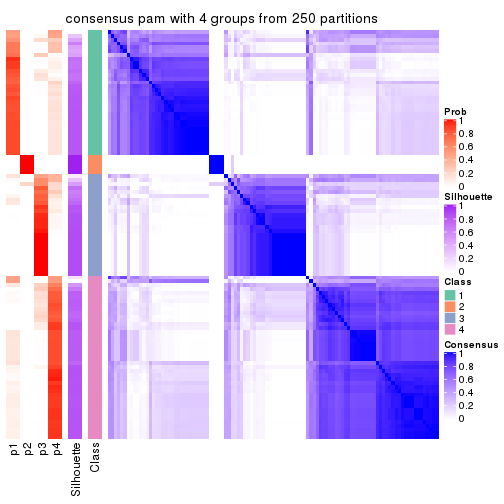 consensus pam with 4 groups from 250 partitions
Prob
1
0.8
0.6
0.4
0.2
0
Silhouette
1
0.8
0.6
0.4
0.2
0
Class
1
2
3
4
Consensus
1
0.8
0.6
0.4
0.2
0
p1
p2
p3
p4
Silhouette
Class